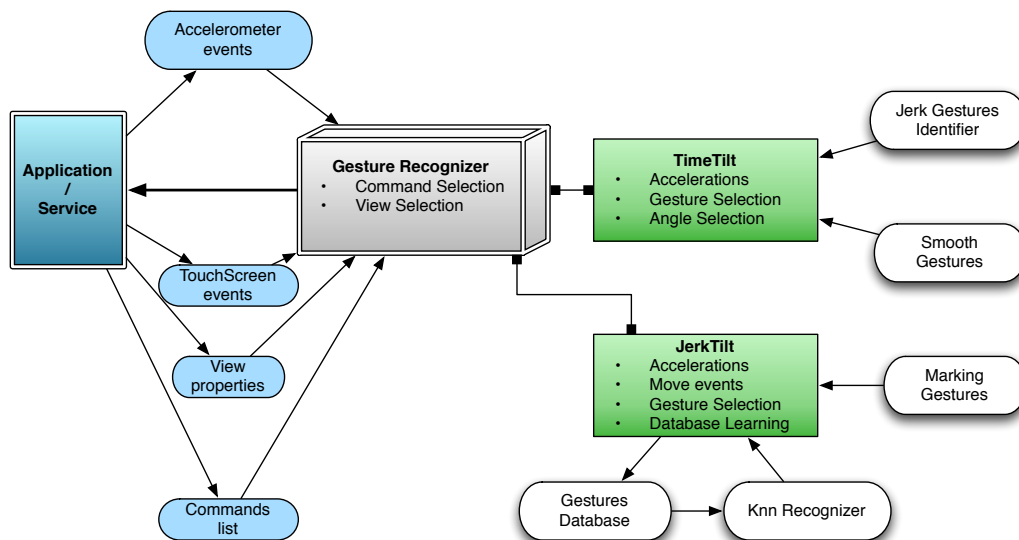 Accelerometer
events
Application
/
Service
Gesture Recognizer
• Command Selection
• View Selection
TouchScreen
events
View
properties
Commands
list
TimeTilt
• Accelerations
• Gesture Selection
• Angle Selection
Jerk Gestures
Identifier
Smooth
Gestures
JerkTilt
• Accelerations
• Move events
• Gesture Selection
• Database Learning
Marking
Gestures
Gestures
Database
Knn Recognizer